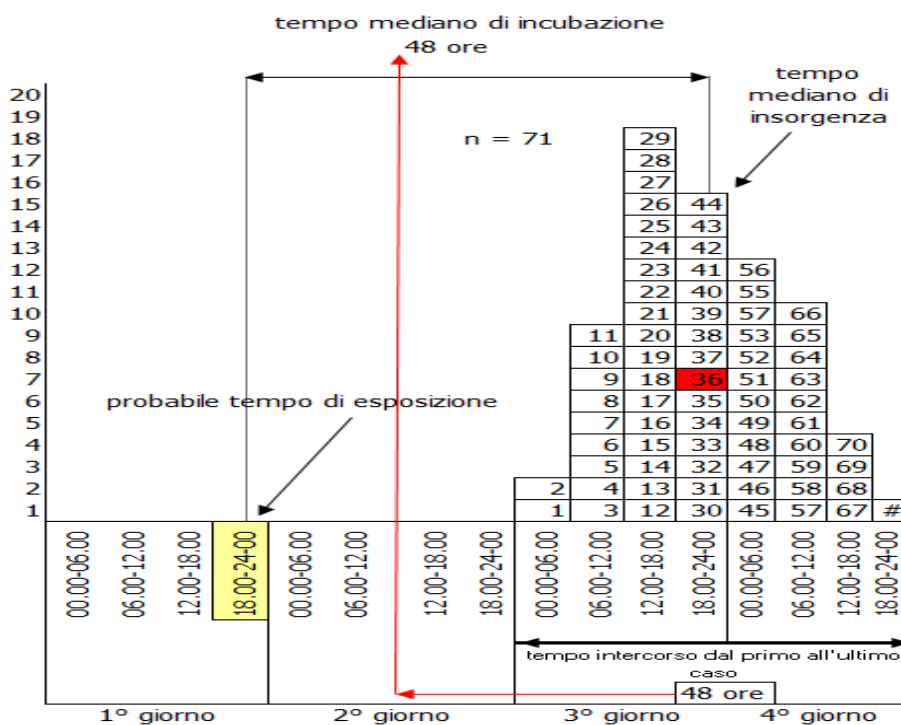 tempo mediano di incubazione
48 ore
tempo
mediano di
insorgenza
n = 71
20
19
18 29
17 28
16 27
15 26 44
14 25 43
13 24 42
12 23 41 56
11 22 40 55
10 21 39 57 66
9 11 20 38 53 65
8 10 19 37 52 64
7 9 18 36 51 63
probabile tempo di esposizione
6 8 17 35 50 62
5 7 16 34 49 61
4 6 15 33 48 60 70
3 5 14 32 47 59 69
2 2 4 13 31 46 58 68
1 1 3 12 30 45 57 67 #
00.00-06.00 06.00-12.00 12.00-18.00 18.00-24-00 00.00-06.00 06.00-12.00 12.00-18.00 18.00-24.00 00.00-06.00 06.00-12.00 12.00-18.00 18.00-24-00 00.00-06.00 06.00-12.00 12.00-18.00 18.00-24.00
tempo intercorso dal primo all'ultimo
caso
48 ore
1° giorno 2° giorno 3° giorno 4° giorno